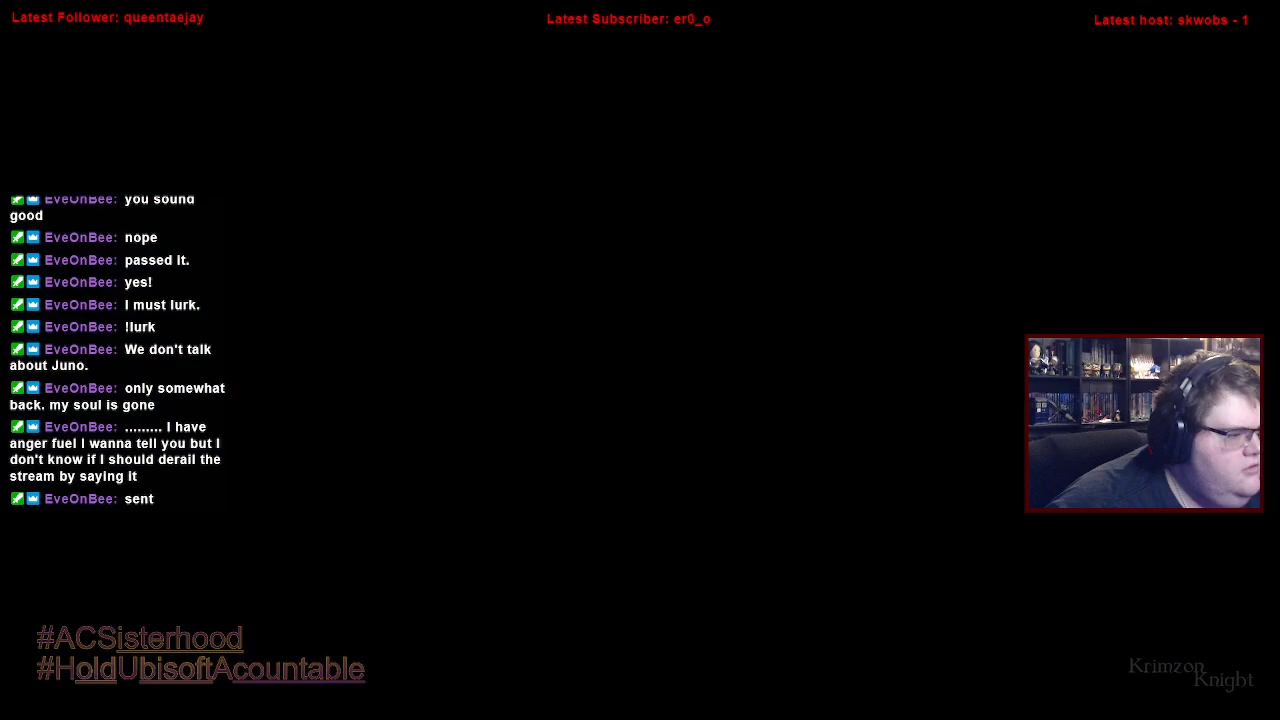 Latest Follower: queentaejay
Latest Subscriber: er0_o
Latest host: skwobs - 1
EveOnBee: you sound
good
EveOnBee: nope
EveOnBee: passed it.
EveOnBee: yes!
EveOnBee: I must lurk.
EveOnBee: !lurk
EveOnBee: We don't talk
about Juno.
EveOnBee: only somewhat
back. my soul is gone
EveOnBee: ......... I have
anger fuel I wanna tell you but I
don't know if I should derail the
stream by saying it
EveOnBee: sent
#ACSisterhood
#HoldUbisoftAcountable
Krimzon
Knight